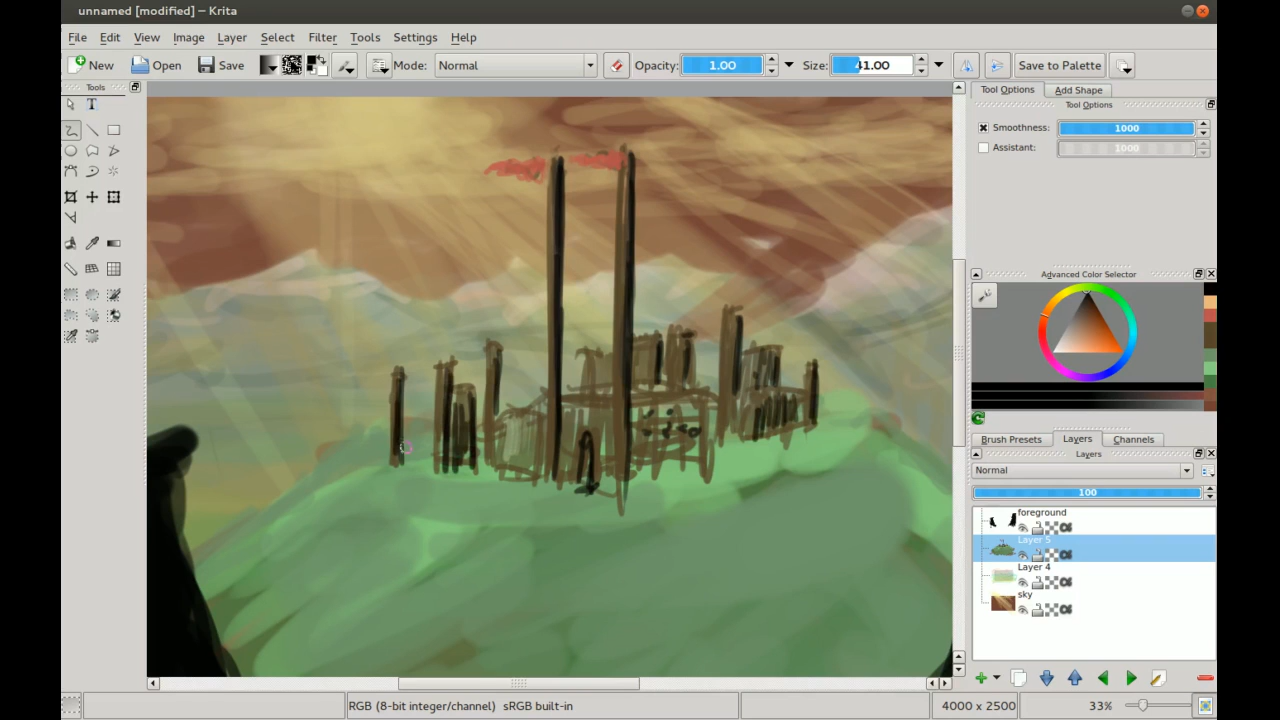 unnamed [modified] – Krita
File Edit View Image Layer Select Filter Tools Settings Help
New Open Save Mode: Normal Opacity: 1.00 Size: 41.00 Save to Palette
Tools
T
Tool Options Add Shape
Tool Options
Smoothness: 1000
Assistant: 1000
Advanced Color Selector
Brush Presets Layers Channels
Layers
Normal
100
foreground
Layer 5
Layer 4
sky
RGB (8-bit integer/channel) sRGB built-in 4000 x 2500 33%